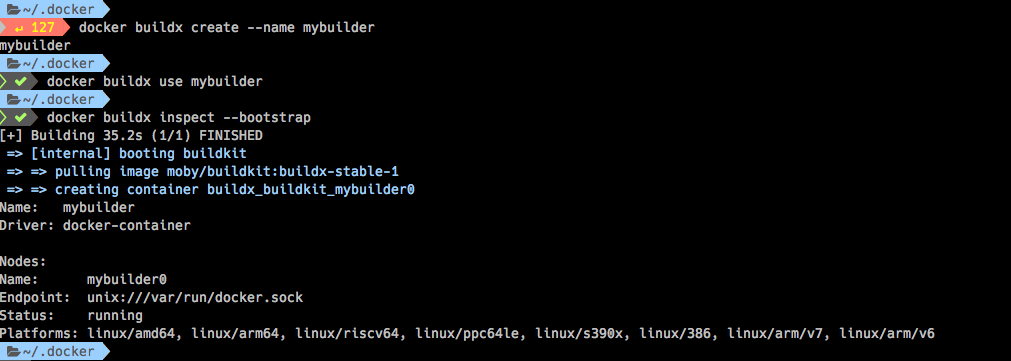 ~/.docker
↵ 127 docker buildx create --name mybuilder
mybuilder
~/.docker
✔ docker buildx use mybuilder
~/.docker
✔ docker buildx inspect --bootstrap
[+] Building 35.2s (1/1) FINISHED
=> [internal] booting buildkit
=> => pulling image moby/buildkit:buildx-stable-1
=> => creating container buildx_buildkit_mybuilder0
Name: mybuilder
Driver: docker-container
Nodes:
Name: mybuilder0
Endpoint: unix:///var/run/docker.sock
Status: running
Platforms: linux/amd64, linux/arm64, linux/riscv64, linux/ppc64le, linux/s390x, linux/386, linux/arm/v7, linux/arm/v6
~/.docker